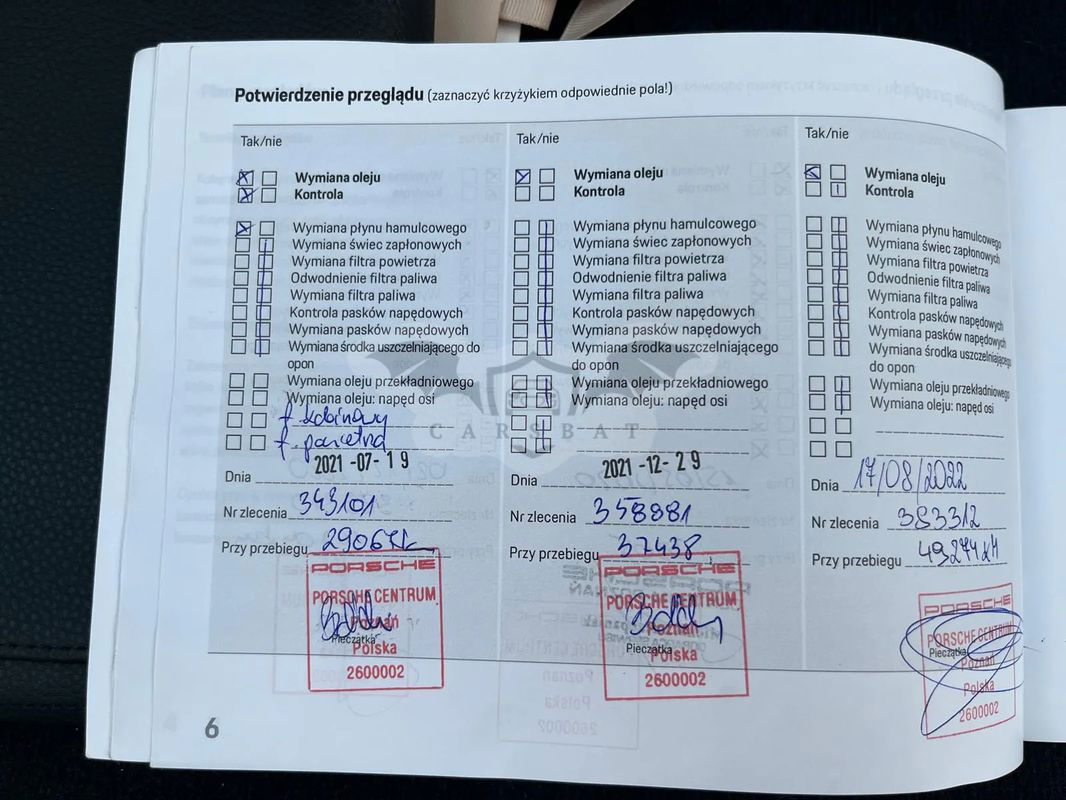 Potwierdzenie przeglądu (zaznaczyć krzyżykiem odpowiednie pola!)
Tak/nie
Wymiana oleju
Kontrola
Wymiana płynu hamulcowego
Wymiana świec zapłonowych
Wymiana filtra powietrza
Odwodnienie filtra paliwa
Wymiana filtra paliwa
Kontrola pasków napędowych
Wymiana pasków napędowych
Wymiana środka uszczelniającego do
opon
Wymiana oleju przekładniowego
Wymiana oleju: napęd osi
2021-07-19
Dnia
Nr zlecenia 343101
Przy przebiegu
PORSCHE
PORSCHE CENTRUM
Poznań
Pieczątka
Polska
2600002
Tak/nie
Wymiana oleju
Kontrola
Wymiana płynu hamulcowego
Wymiana świec zapłonowych
Wymiana filtra powietrza
Odwodnienie filtra paliwa
Wymiana filtra paliwa
Kontrola pasków napędowych
Wymiana pasków napędowych
Wymiana środka uszczelniającego
do opon
Wymiana oleju przekładniowego
Wymiana oleju: napęd osi
2021-12-29
Dnia
Nr zlecenia 358881
Przy przebiegu 37438
PORSCHE
PORSCHE CENTRUM
Poznań
Pieczątka
Polska
2600002
Tak/nie
Wymiana oleju
Kontrola
Wymiana płynu hamulcowego
Wymiana świec zapłonowych
Wymiana filtra powietrza
Odwodnienie filtra paliwa
Wymiana filtra paliwa
Kontrola pasków napędowych
Wymiana pasków napędowych
Wymiana środka uszczelniającego
do opon
Wymiana oleju przekładniowego
Wymiana oleju: napęd osi
Dnia 17/08/2022
Nr zlecenia 383312
Przy przebiegu 49274
PORSCHE
PORSCHE CENTRUM
Pieczątka
Poznań
Polska
2600002
CARSBAT
6